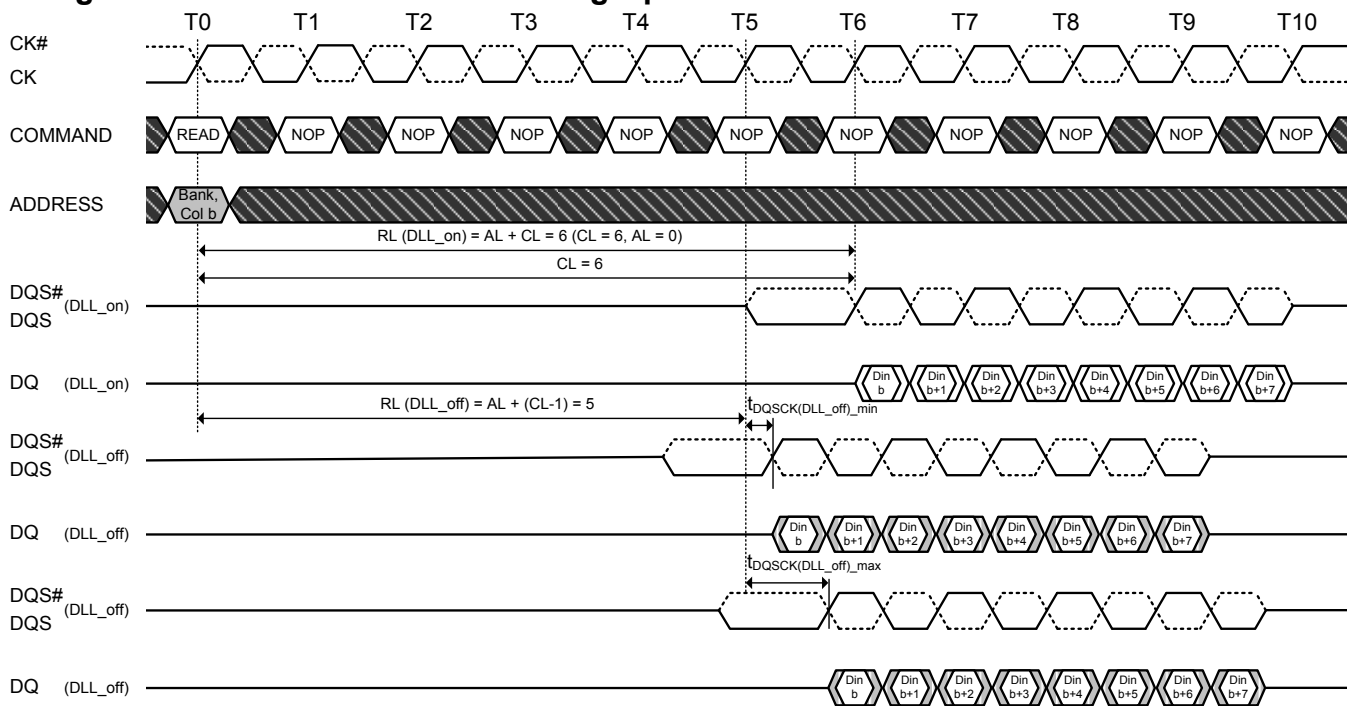 T0 T1 T2 T3 T4 T5 T6 T7 T8 T9 T10
CK#
CK
COMMAND READ NOP NOP NOP NOP NOP NOP NOP NOP NOP NOP
ADDRESS Bank,
Col b
RL (DLL_on) = AL + CL = 6 (CL = 6, AL = 0)
CL = 6
DQS# (DLL_on)
DQS
DQ (DLL_on) Din b Din b+1 Din b+2 Din b+3 Din b+4 Din b+5 Din b+6 Din b+7
RL (DLL_off) = AL + (CL-1) = 5 tDQSCK(DLL_off)_min
DQS# (DLL_off)
DQS
DQ (DLL_off) Din b Din b+1 Din b+2 Din b+3 Din b+4 Din b+5 Din b+6 Din b+7
tDQSCK(DLL_off)_max
DQS# (DLL_off)
DQS
DQ (DLL_off) Din b Din b+1 Din b+2 Din b+3 Din b+4 Din b+5 Din b+6 Din b+7